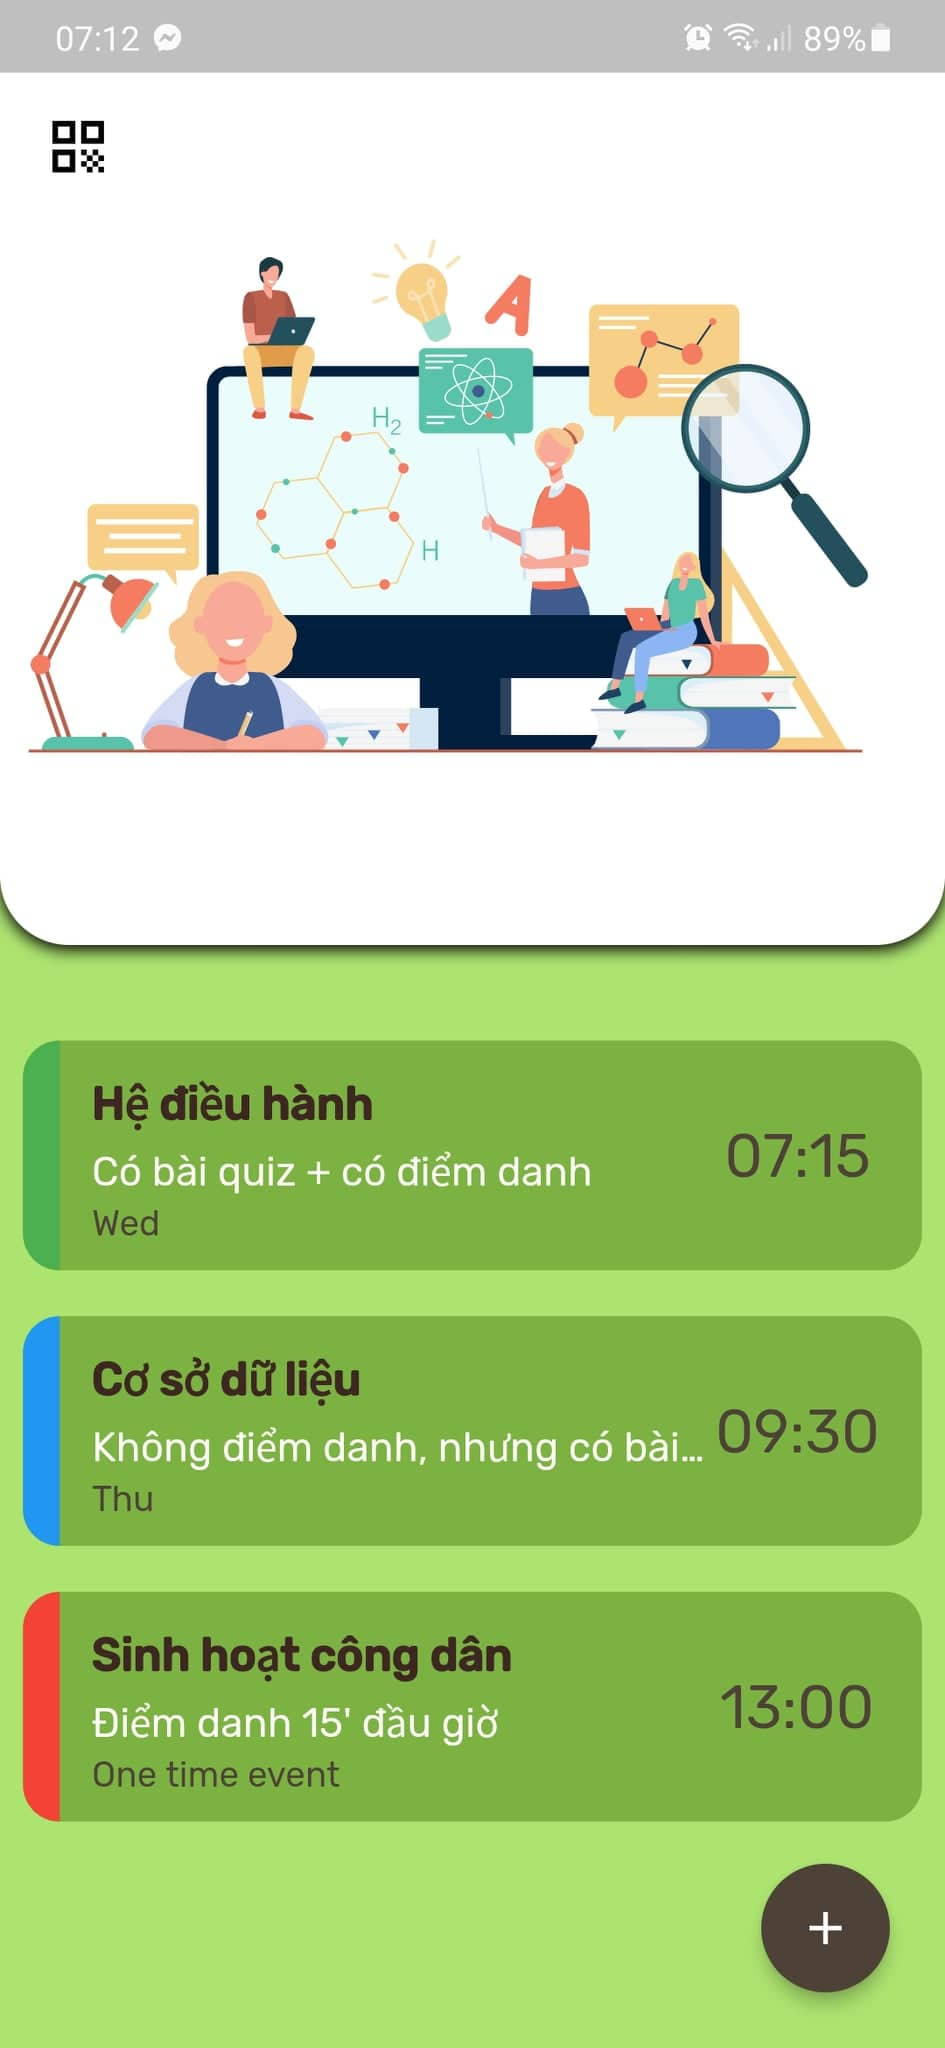 07:12
89%
A
H2
H
Hệ điều hành
Có bài quiz + có điểm danh
Wed
07:15
Cơ sở dữ liệu
Không điểm danh, nhưng có bài...
Thu
09:30
Sinh hoạt công dân
Điểm danh 15' đầu giờ
One time event
13:00
+